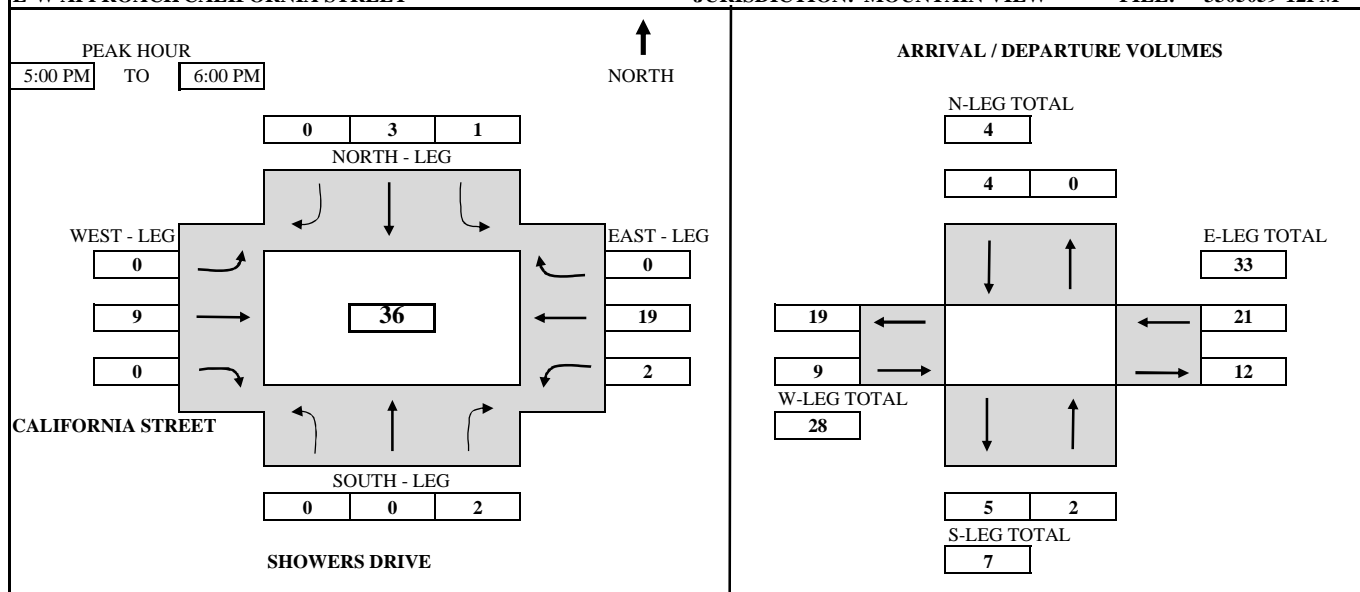 PEAK HOUR
5:00 PM TO 6:00 PM
NORTH
0 3 1
NORTH - LEG
WEST - LEG EAST - LEG
0 0
9 36 19
0 2
CALIFORNIA STREET
SOUTH - LEG
0 0 2
SHOWERS DRIVE
ARRIVAL / DEPARTURE VOLUMES
N-LEG TOTAL
4
4 0
E-LEG TOTAL
33
19 21
9 12
W-LEG TOTAL
28
5 2
S-LEG TOTAL
7